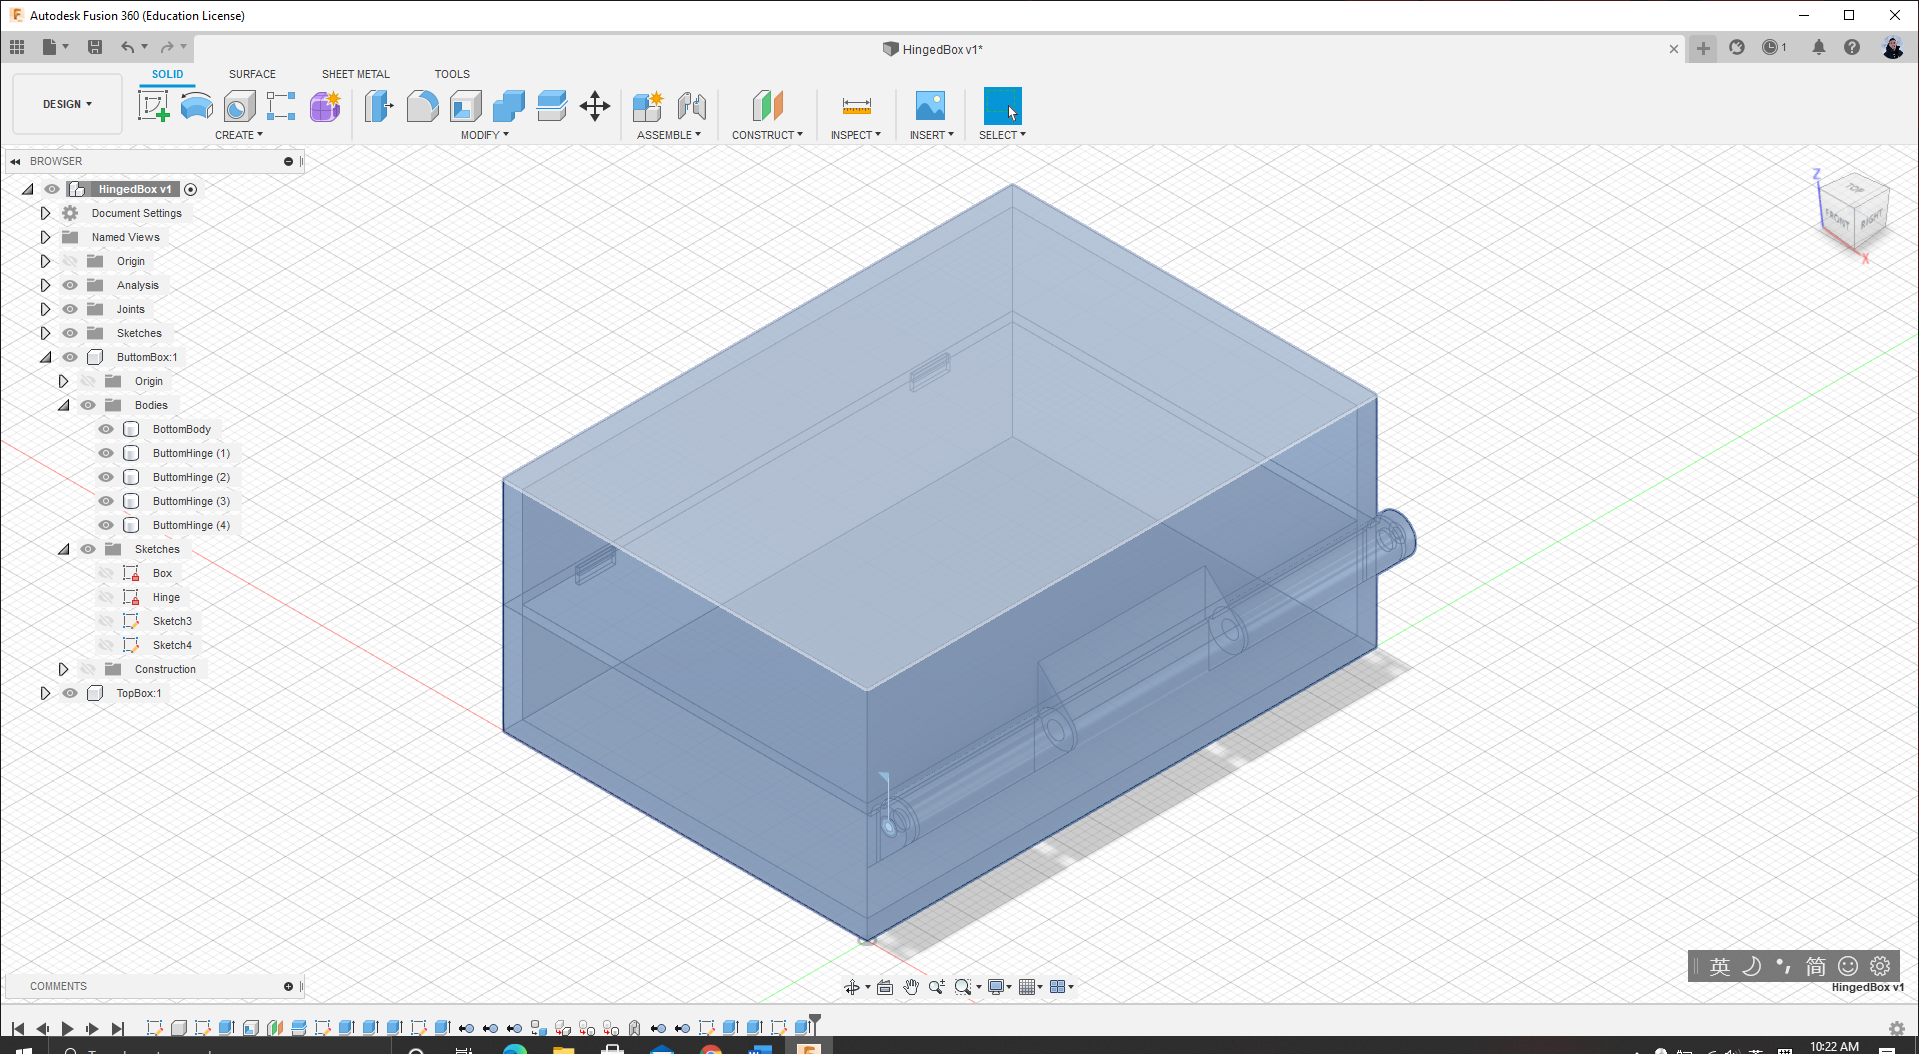 Autodesk Fusion 360 (Education License)
HingedBox v1*
1
DESIGN
SOLID SURFACE SHEET METAL TOOLS
CREATE MODIFY ASSEMBLE CONSTRUCT INSPECT INSERT SELECT
BROWSER
HingedBox v1
Document Settings
Named Views
Origin
Analysis
Joints
Sketches
ButtomBox:1
Origin
Bodies
BottomBody
ButtomHinge (1)
ButtomHinge (2)
ButtomHinge (3)
ButtomHinge (4)
Sketches
Box
Hinge
Sketch3
Sketch4
Construction
TopBox:1
Z
TOP
FRONT
RIGHT
X
英 简
COMMENTS
HingedBox v1
10:22 AM